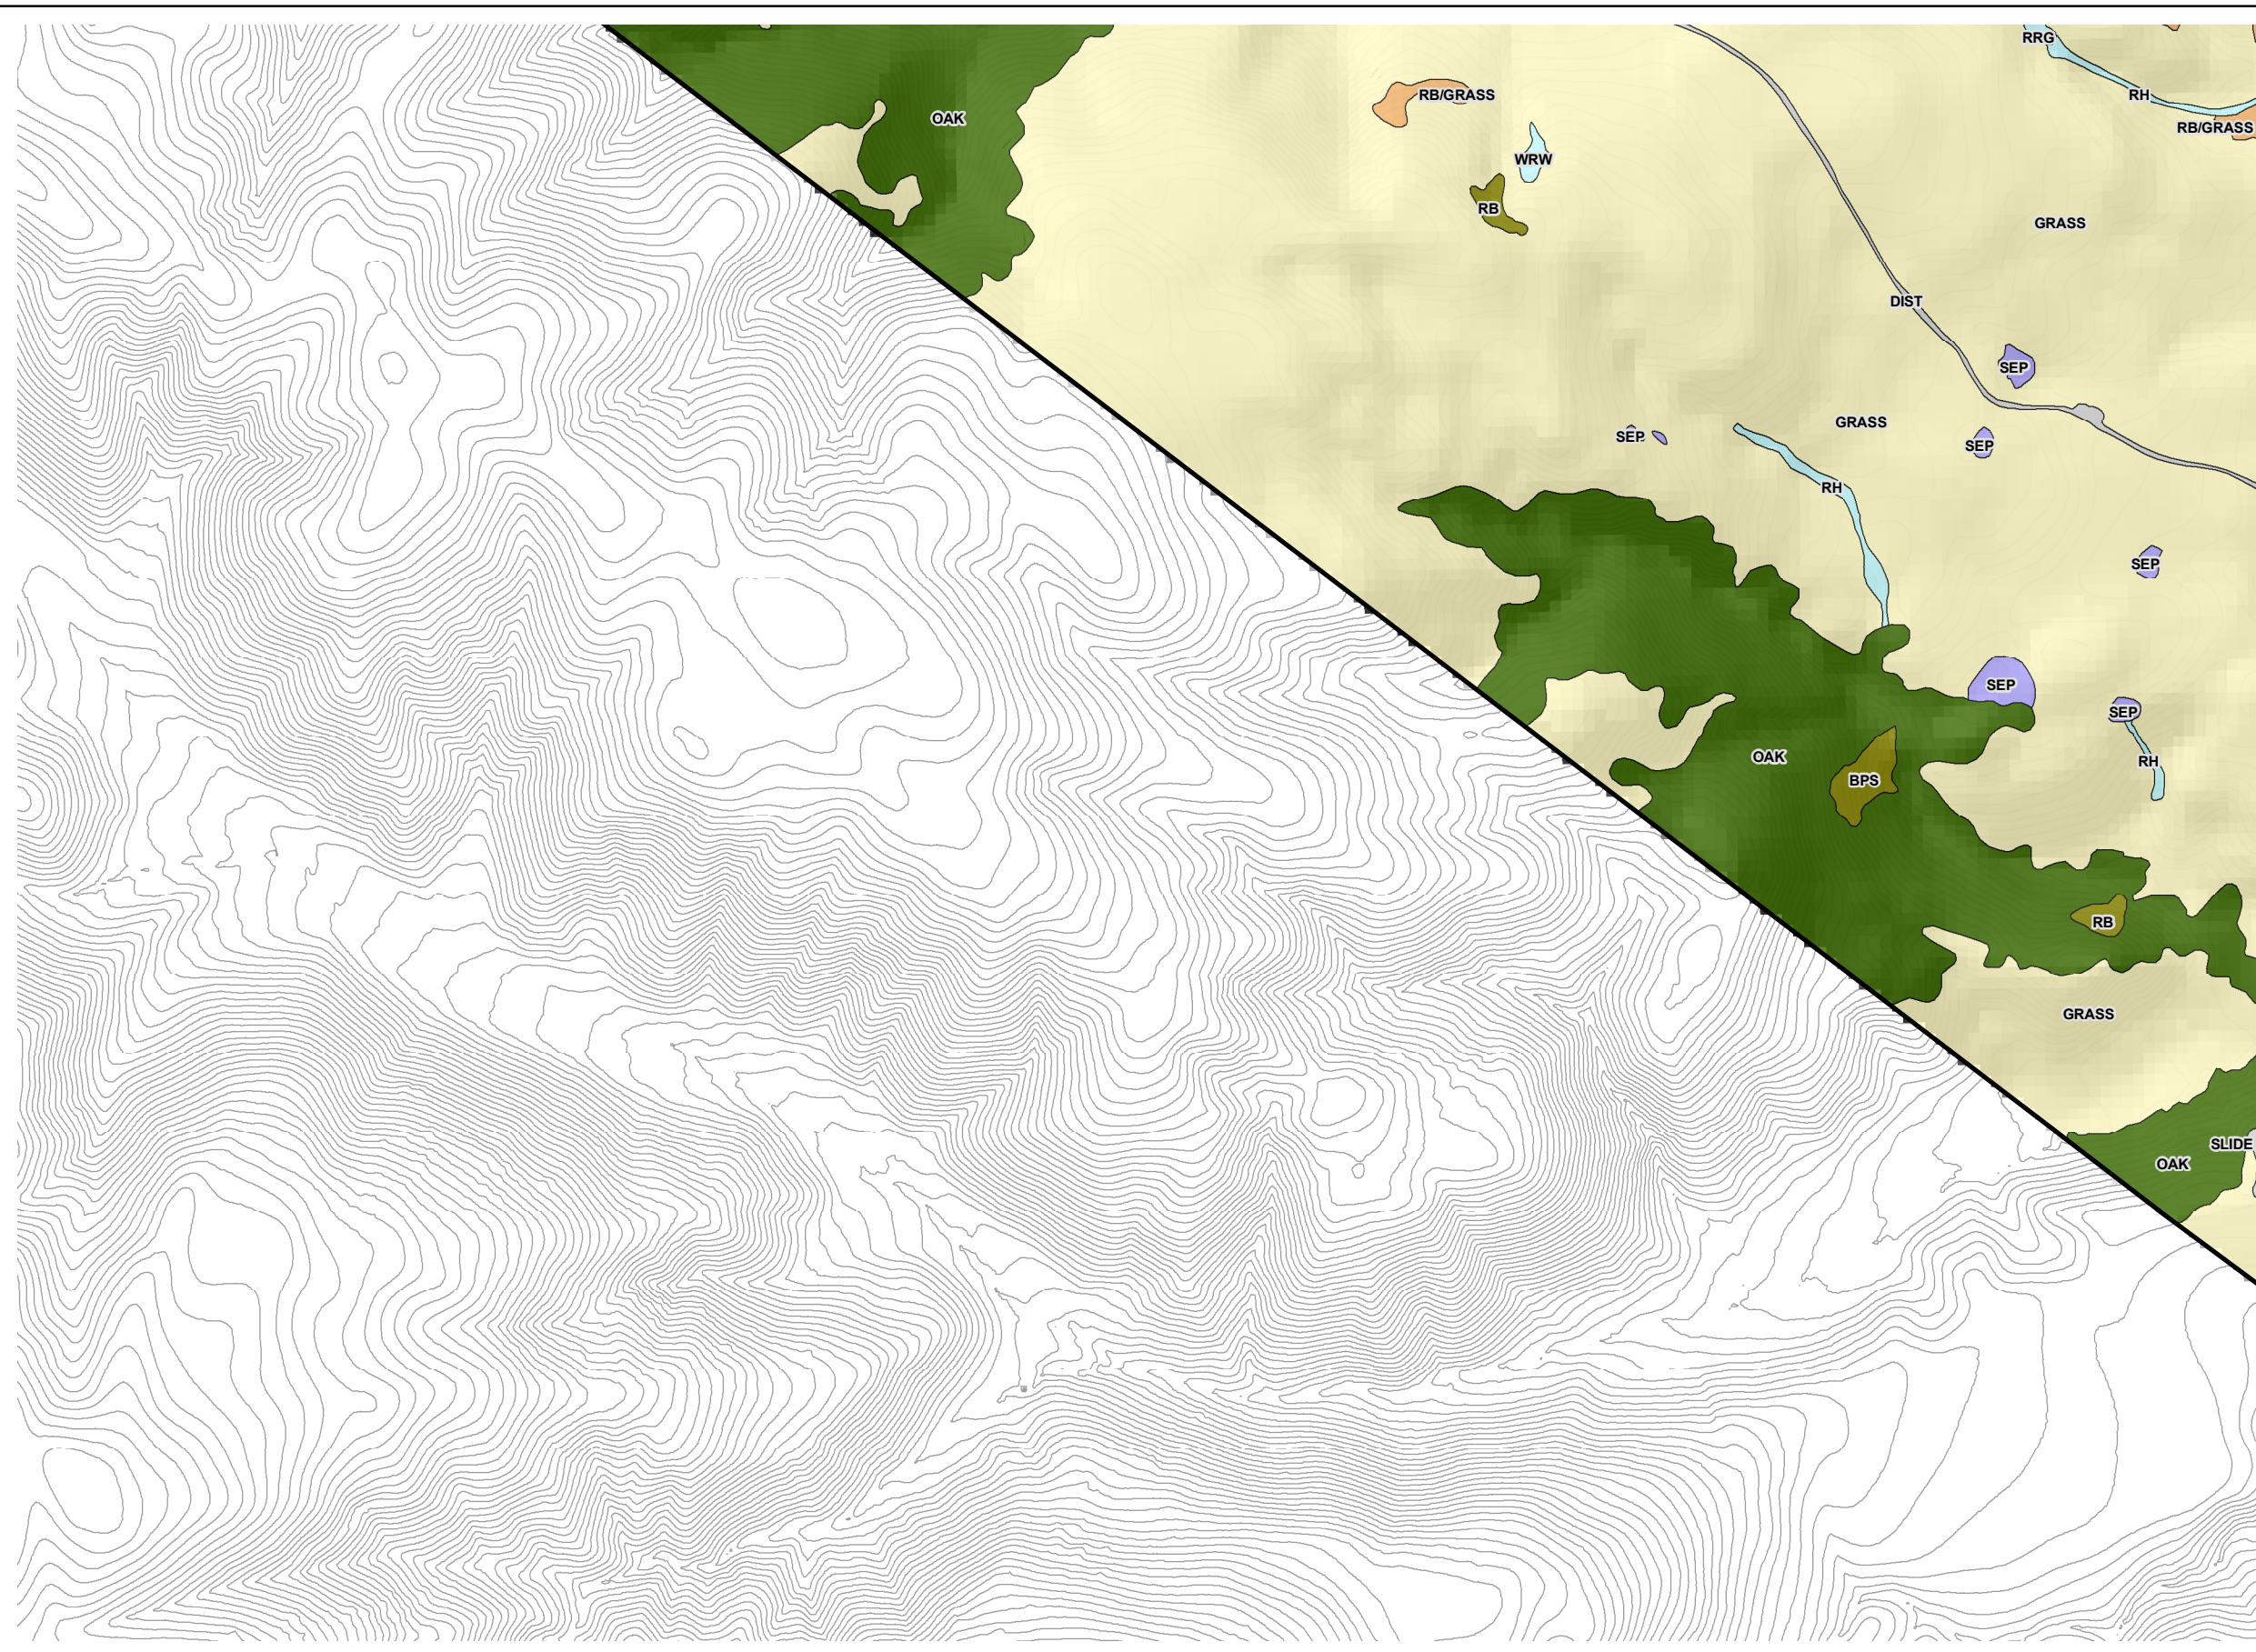 RRG
RB/GRASS
RH
OAK
RB/GRASS
WRW
RB
GRASS
DIST
SEP
GRASS
SEP
SEP
RH
SEP
SEP
SEP
OAK
RH
BPS
RB
GRASS
SLIDE
OAK